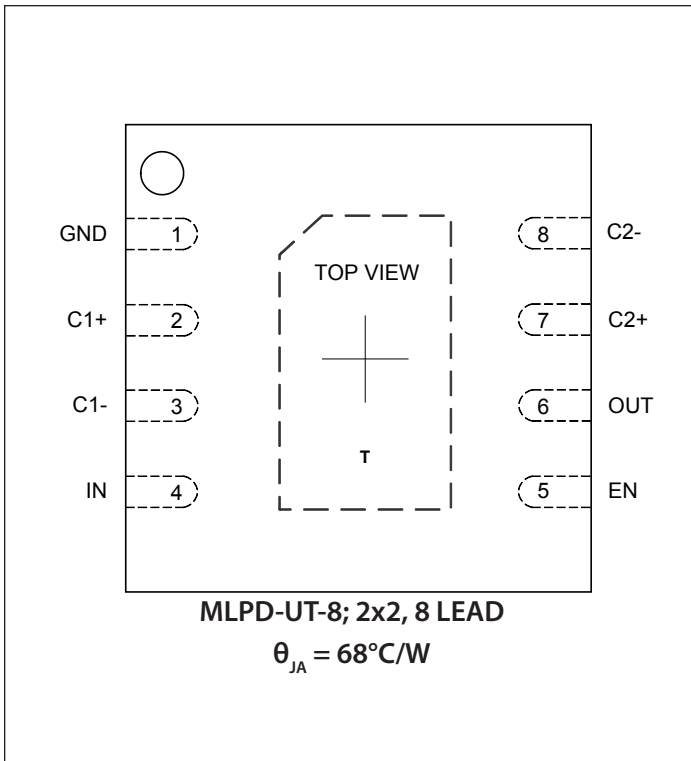 GND 1 8 C2-
TOP VIEW
C1+ 2 7 C2+
C1- 3 6 OUT
T
IN 4 5 EN
MLPD-UT-8; 2x2, 8 LEAD
θJA = 68°C/W